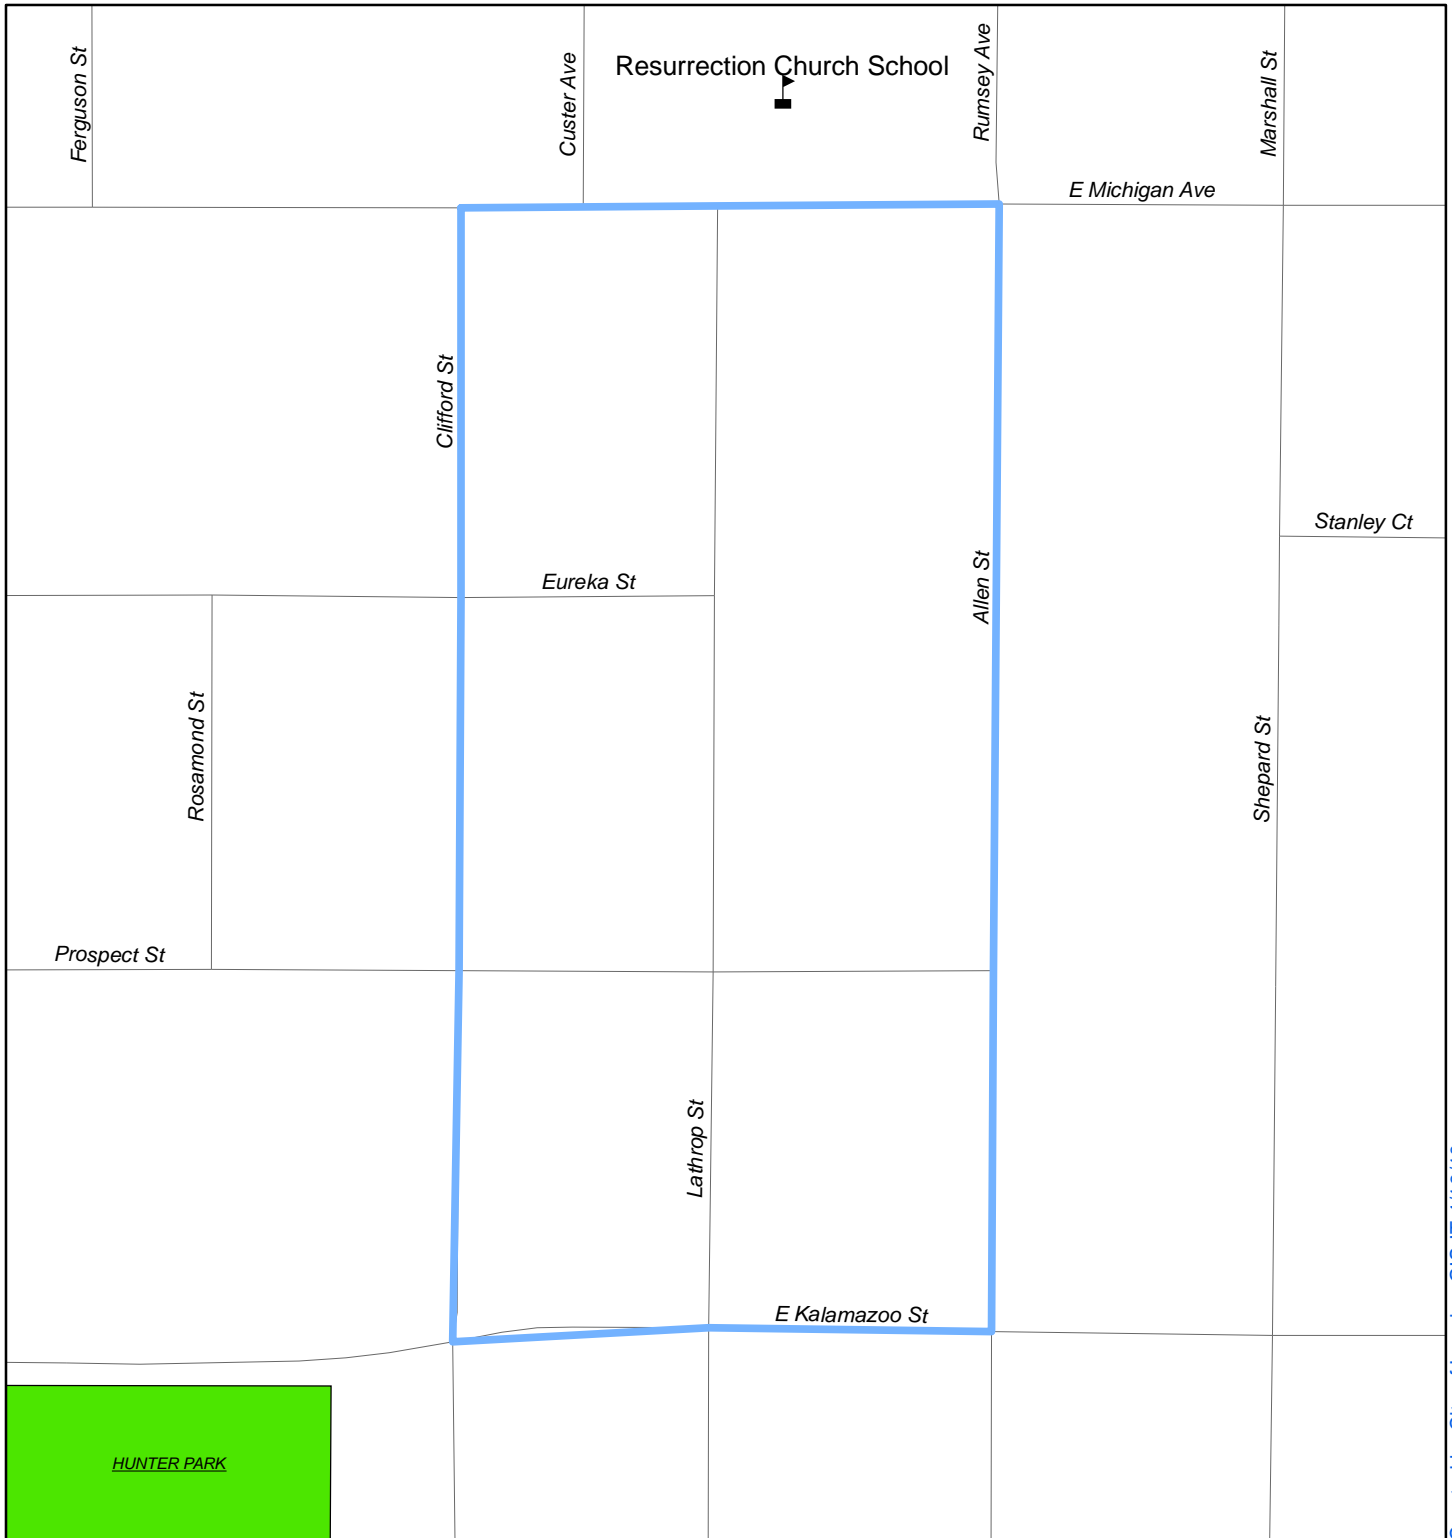 Ferguson St
Custer Ave
Resurrection Church School
Rumsey Ave
Marshall St
E Michigan Ave
Clifford St
Stanley Ct
Allen St
Eureka St
Rosamond St
Shepard St
Prospect St
Lathrop St
E Kalamazoo St
HUNTER PARK